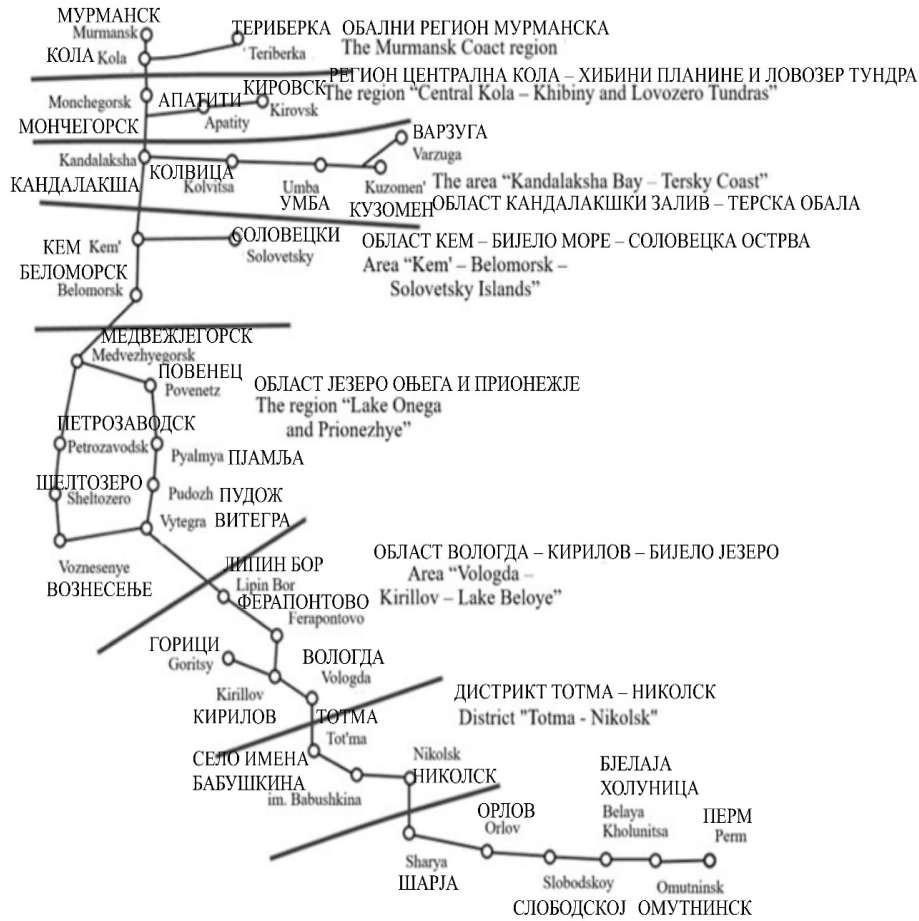 МУРМАНСК
Murmansk
ТЕРИБЕРКА
Teriberka
ОБАЛНИ РЕГИОН МУРМАНСКА
The Murmansk Coact region
КОЛА Kola
РЕГИОН ЦЕНТРАЛНА КОЛА – ХИБИНИ ПЛАНИНЕ И ЛОВОЗЕР ТУНДРА
The region “Central Kola – Khibiny and Lovozero Tundras”
Monchegorsk
МОНЧЕГОРСК
АПАТИТИ
Apatity
КИРОВСК
Kirovsk
ВАРЗУГА
Varzuga
Kandalaksha
КАНДАЛАКША
КОЛВИЦА
Kolvitsa
Umba
УМБА
Kuzomen'
КУЗОМЕН
The area “Kandalaksha Bay – Tersky Coast”
ОБЛАСТ КАНДАЛАКШКИ ЗАЛИВ – ТЕРСКА ОБАЛА
КЕМ Kem'
СОЛОВЕЦКИ
Solovetsky
ОБЛАСТ КЕМ – БИЈЕЛО МОРЕ – СОЛОВЕЦКА ОСТРВА
Area “Kem' – Belomorsk –
Solovetsky Islands”
БЕЛОМОРСК
Belomorsk
МЕДВЕЖЈЕГОРСК
Medvezhyegorsk
ПОВЕНЕЦ
Povenetz
ОБЛАСТ ЈЕЗЕРО ОЊЕГА И ПРИОНЕЖЈЕ
The region “Lake Onega
and Prionezhye”
ПЕТРОЗАВОДСК
Petrozavodsk
Pyalmya ПЈАМЉА
ШЕЛТОЗЕРО
Sheltozero
Pudozh ПУДОЖ
Vytegra ВИТЕГРА
Voznesenye
ВОЗНЕСЕЊЕ
ЛИПИН БОР
Lipin Bor
ОБЛАСТ ВОЛОГДА – КИРИЛОВ – БИЈЕЛО ЈЕЗЕРО
Area “Vologda –
Kirillov – Lake Beloye”
ФЕРАПОНТОВО
Ferapontovo
ГОРИЦИ
Goritsy
ВОЛОГДА
Vologda
Kirillov
КИРИЛОВ
ДИСТРИКТ ТОТМА – НИКОЛСК
District "Totma - Nikolsk"
ТОТМА
Tot'ma
СЕЛО ИМЕНА
БАБУШКИНА
im. Babushkina
Nikolsk
НИКОЛСК
Sharya
ШАРЈА
ОРЛОВ
Orlov
Slobodskoy
СЛОБОДСКОЈ
БЈЕЛАЈА
ХОЛУНИЦА
Belaya
Kholunitsa
Omutninsk
ОМУТНИНСК
ПЕРМ
Perm